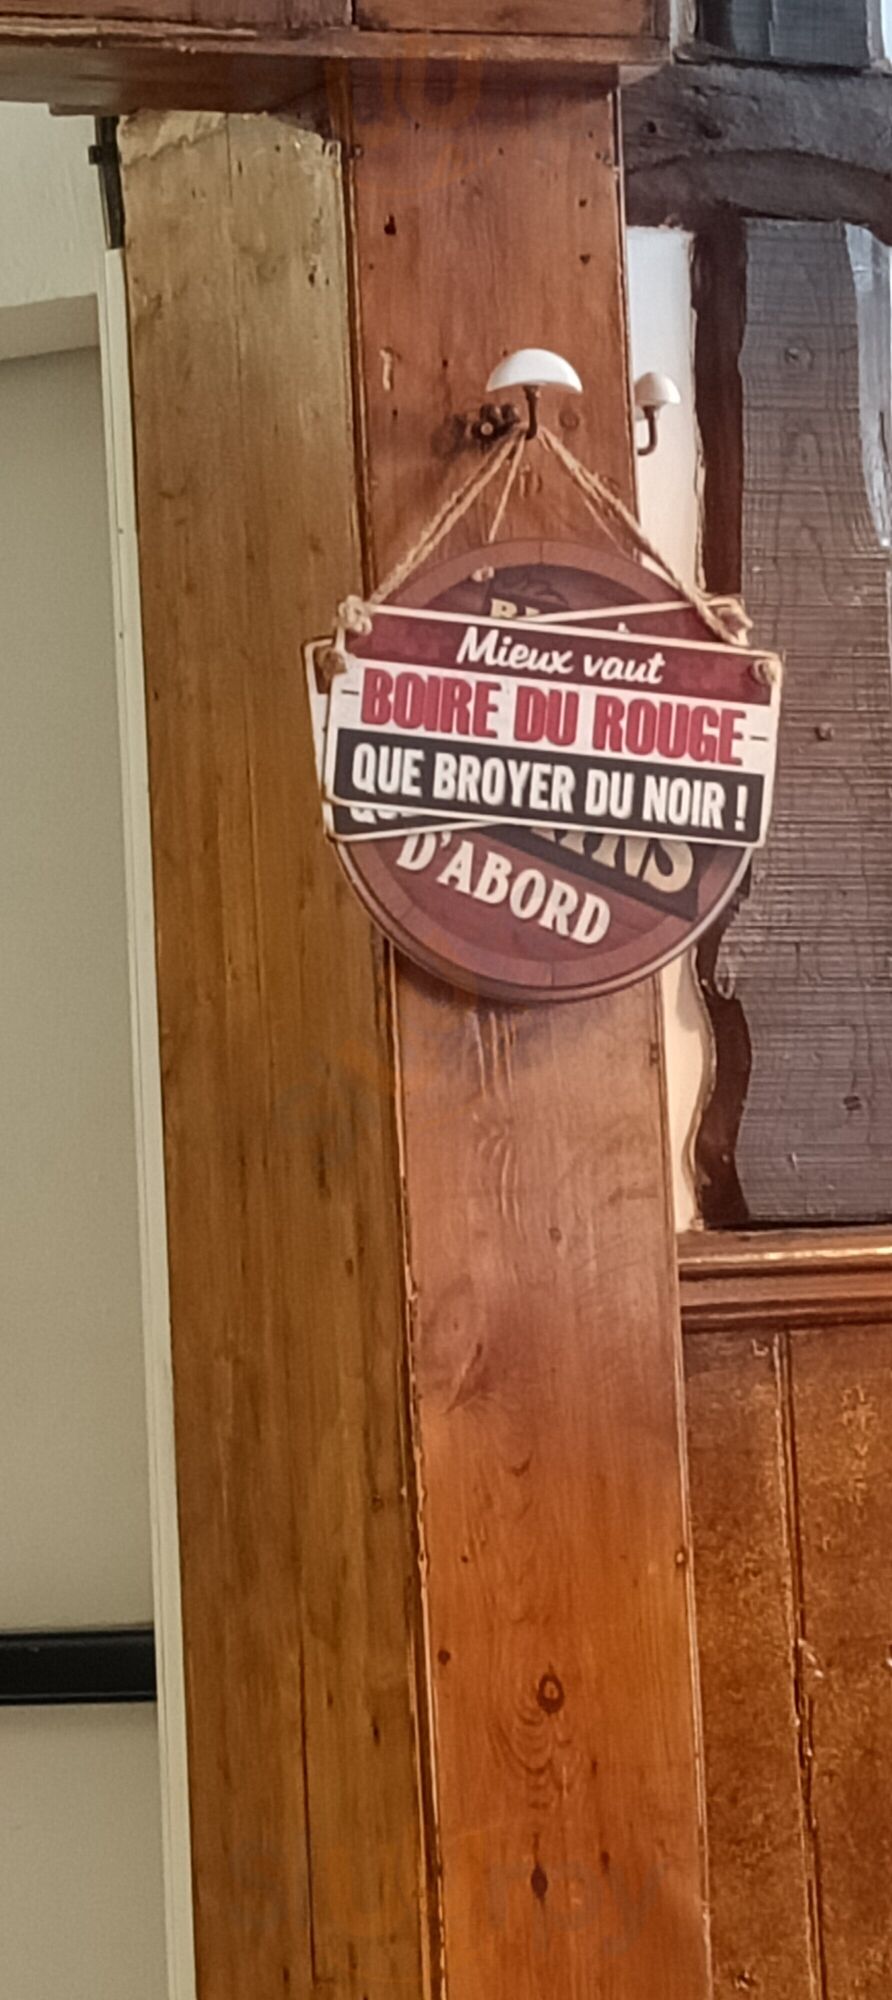 Mieux vaut
BOIRE DU ROUGE
QUE BROYER DU NOIR !
D'ABORD